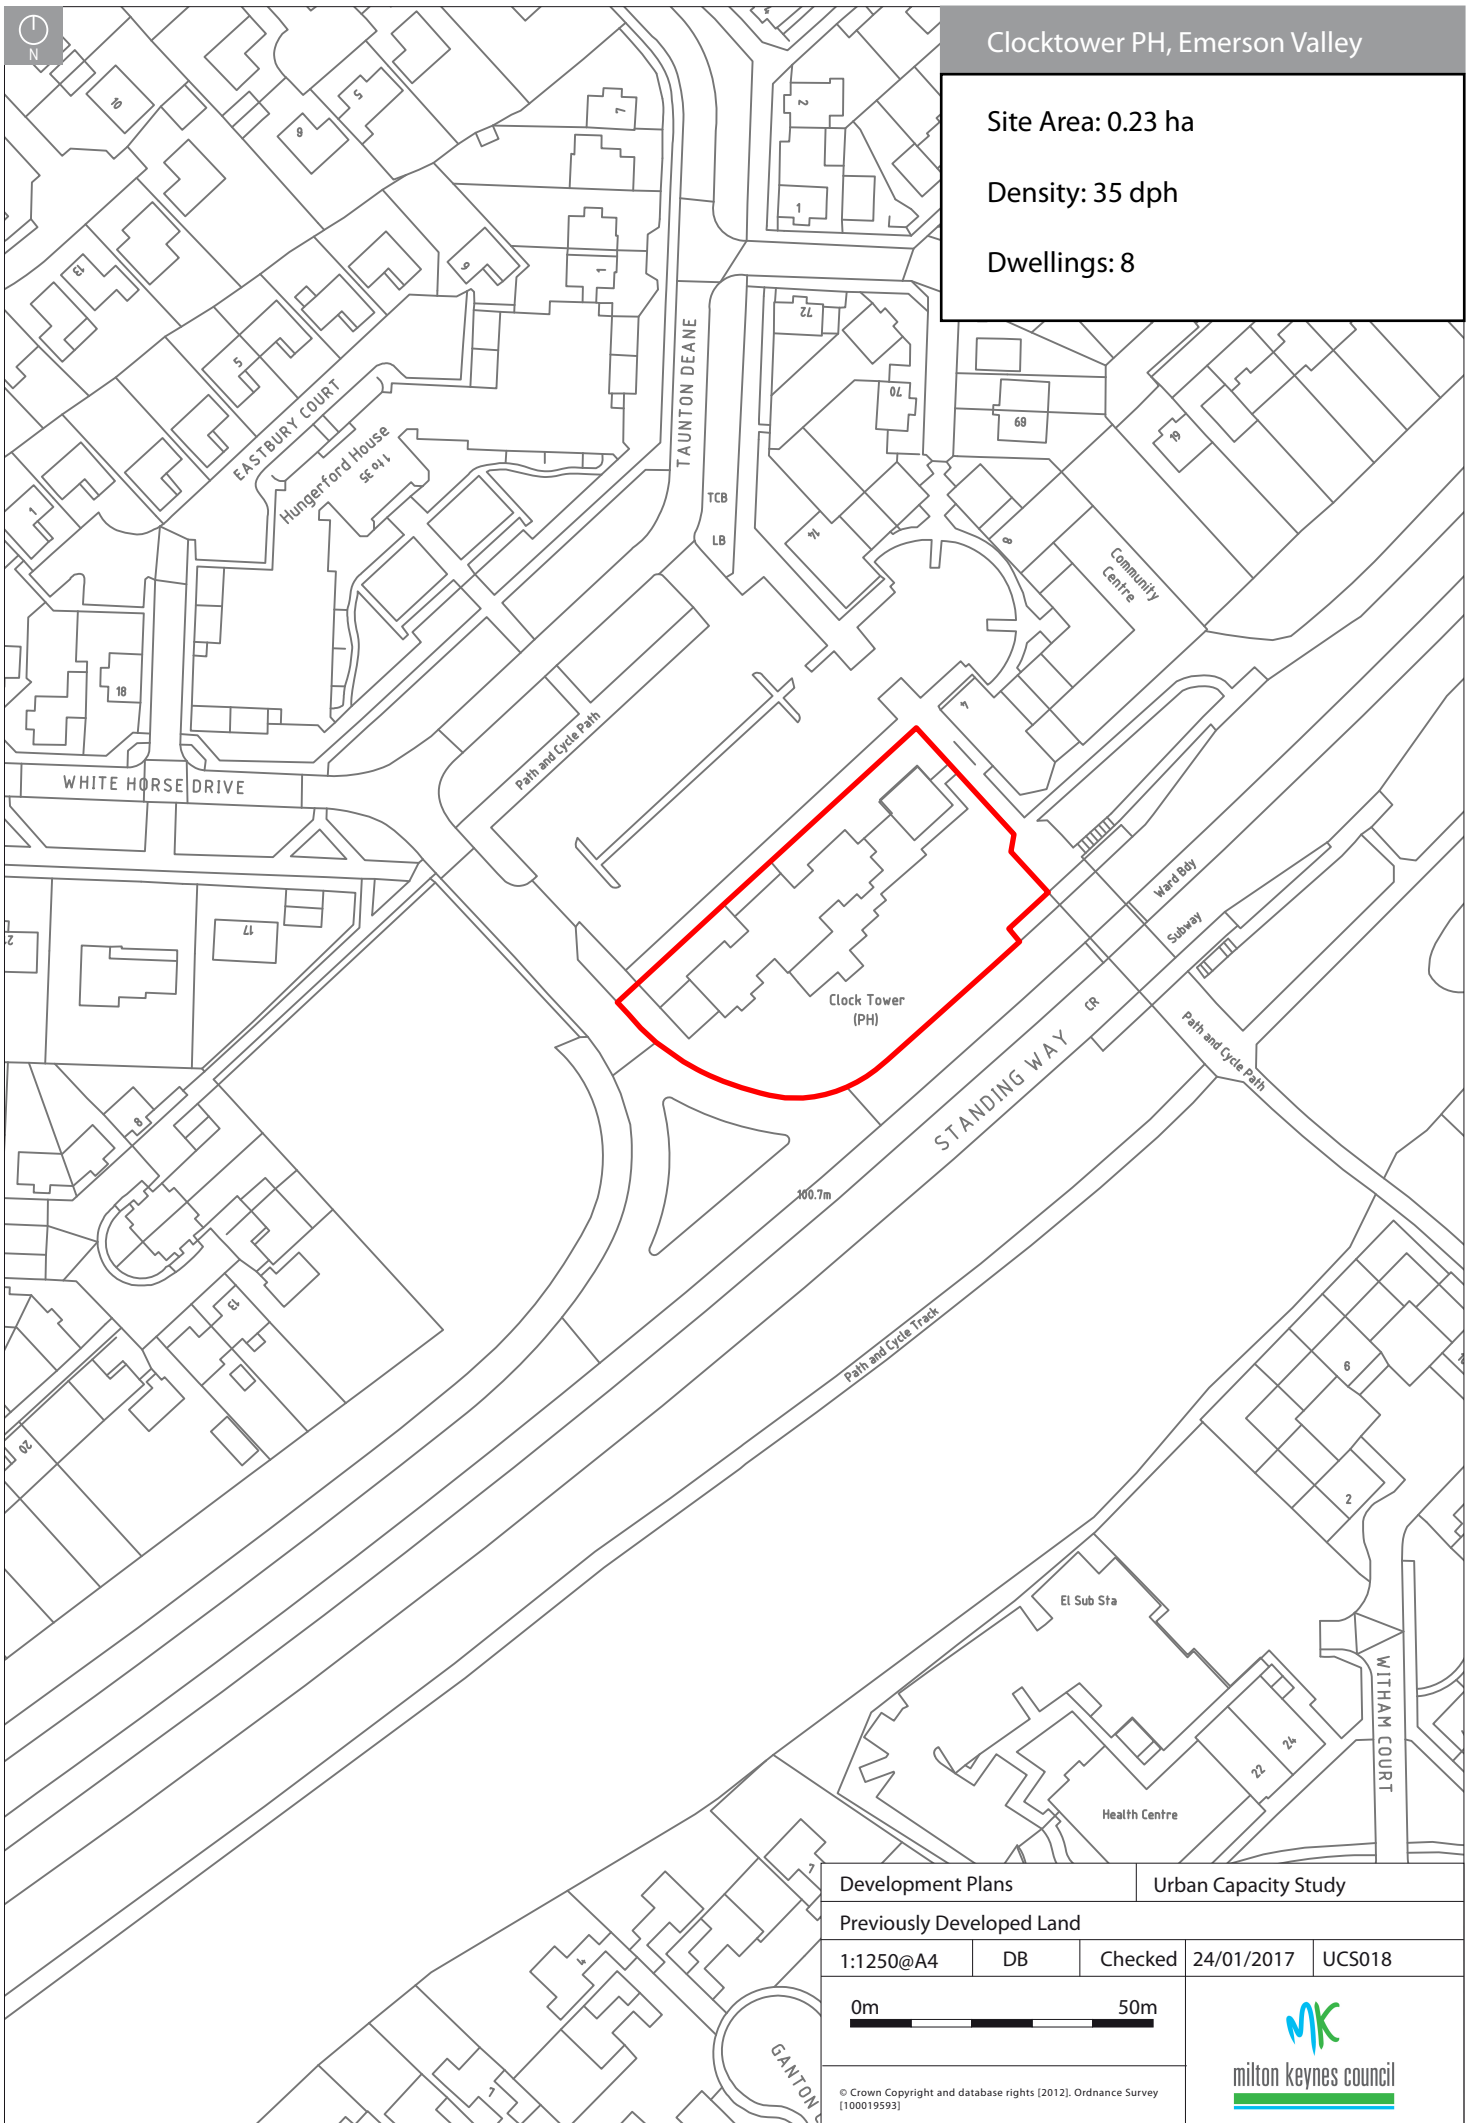 N
Clocktower PH, Emerson Valley
Site Area: 0.23 ha
Density: 35 dph
Dwellings: 8
10
5
9
7
2
1
13
9
1
5
72
70
69
19
TAUNTON DEANE
EASTBURY COURT
Hungerford House
1 to 35
1
TCB
LB
14
8
Community
Centre
18
4
Path and Cycle Path
WHITE HORSE DRIVE
17
21
Ward Bdy
Subway
Clock Tower
(PH)
CR
STANDING WAY
Path and Cycle Path
8
100.7m
13
Path and Cycle Track
6
20
2
El Sub Sta
WITHAM COURT
24
22
Health Centre
7
4
1
GANTON
Development Plans
Urban Capacity Study
Previously Developed Land
1:1250@A4
DB
Checked
24/01/2017
UCS018
0m
50m
MK
milton keynes council
© Crown Copyright and database rights [2012]. Ordnance Survey
[100019593]